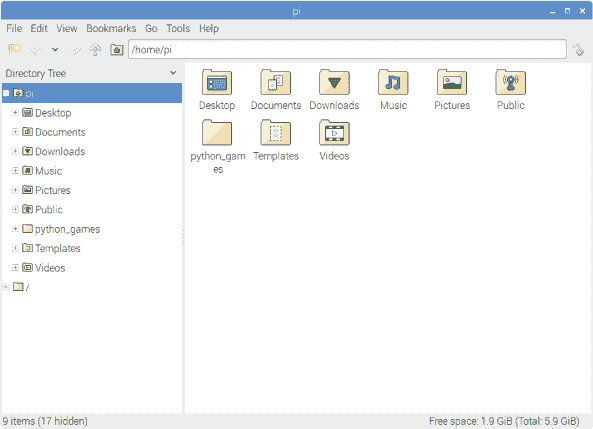 pi
File Edit View Bookmarks Go Tools Help
/home/pi
Directory Tree
pi
Desktop
Documents
Downloads
Music
Pictures
Public
python_games
Templates
Videos
/
Desktop Documents Downloads Music Pictures Public
python_gam
es
Templates Videos
9 items (17 hidden) Free space: 1.9 GiB (Total: 5.9 GiB)